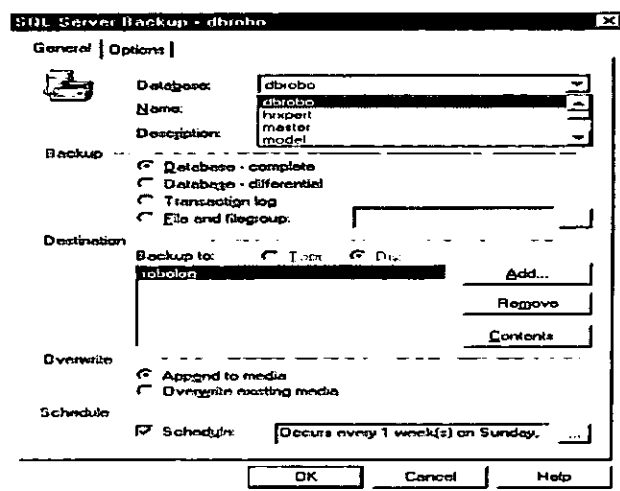 SQL Server Backup - dbrobo
General Options
Database: dbrobo
Name: dbrobo
hrxpert
Description: master
model
Backup
Database - complete
Database - differential
Transaction log
File and filegroup:
Destination
Backup to: Tape Disk
robolog
Add...
Remove
Contents
Overwrite
Append to media
Overwrite existing media
Schedule
Schedule: Occurs every 1 week(s) on Sunday, ...
OK Cancel Help